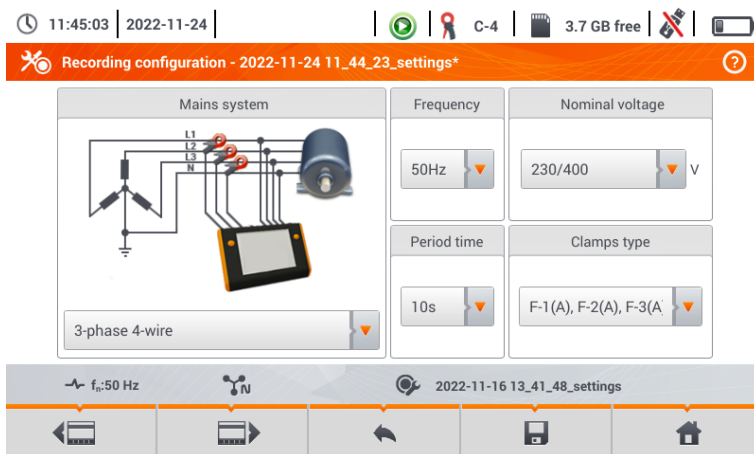 11:45:03 2022-11-24 C-4 3.7 GB free
Recording configuration - 2022-11-24 11_44_23_settings* ?
Mains system Frequency Nominal voltage
L1
L2
L3
N
50Hz 230/400 V
Period time Clamps type
10s F-1(A), F-2(A), F-3(A)
3-phase 4-wire
fn:50 Hz N 2022-11-16 13_41_48_settings